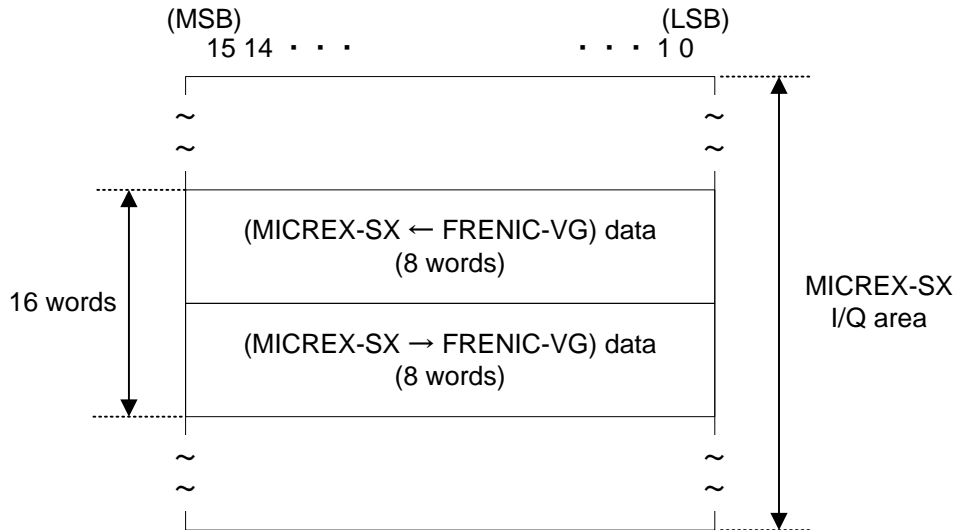 (MSB) (LSB)
15 14 ・ ・ ・ ・ ・ ・ 1 0
~ ~
~ ~
(MICREX-SX ← FRENIC-VG) data
(8 words)
16 words
MICREX-SX
I/Q area
(MICREX-SX → FRENIC-VG) data
(8 words)
~ ~
~ ~